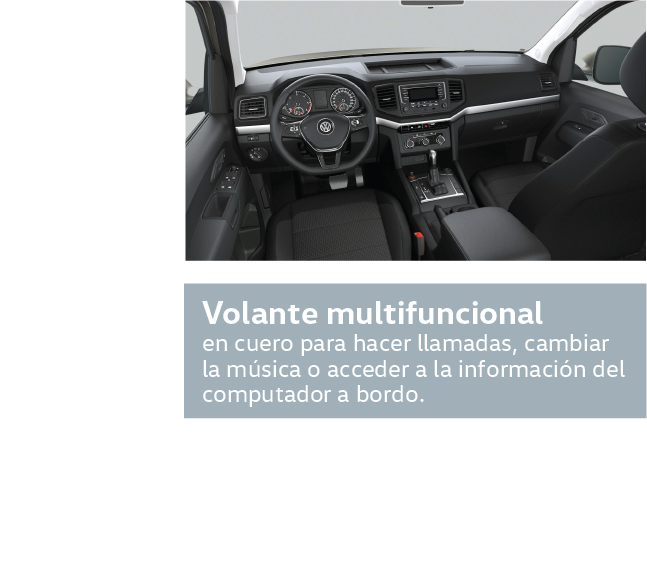 Volante multifuncional
en cuero para hacer llamadas, cambiar
la música o acceder a la información del
computador a bordo.